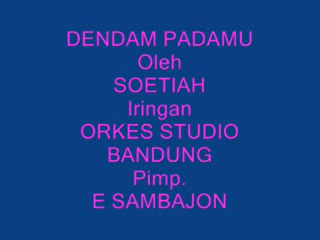 DENDAM PADAMU
Oleh
SOETIAH
Iringan
ORKES STUDIO
BANDUNG
Pimp.
E SAMBAJON